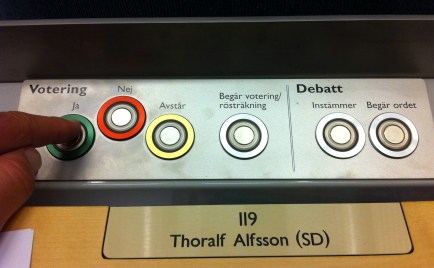 Votering
Debatt
Ja
Nej
Avstår
Begär votering/
rösträkning
Instämmer
Begär ordet
119
Thoralf Alfsson (SD)